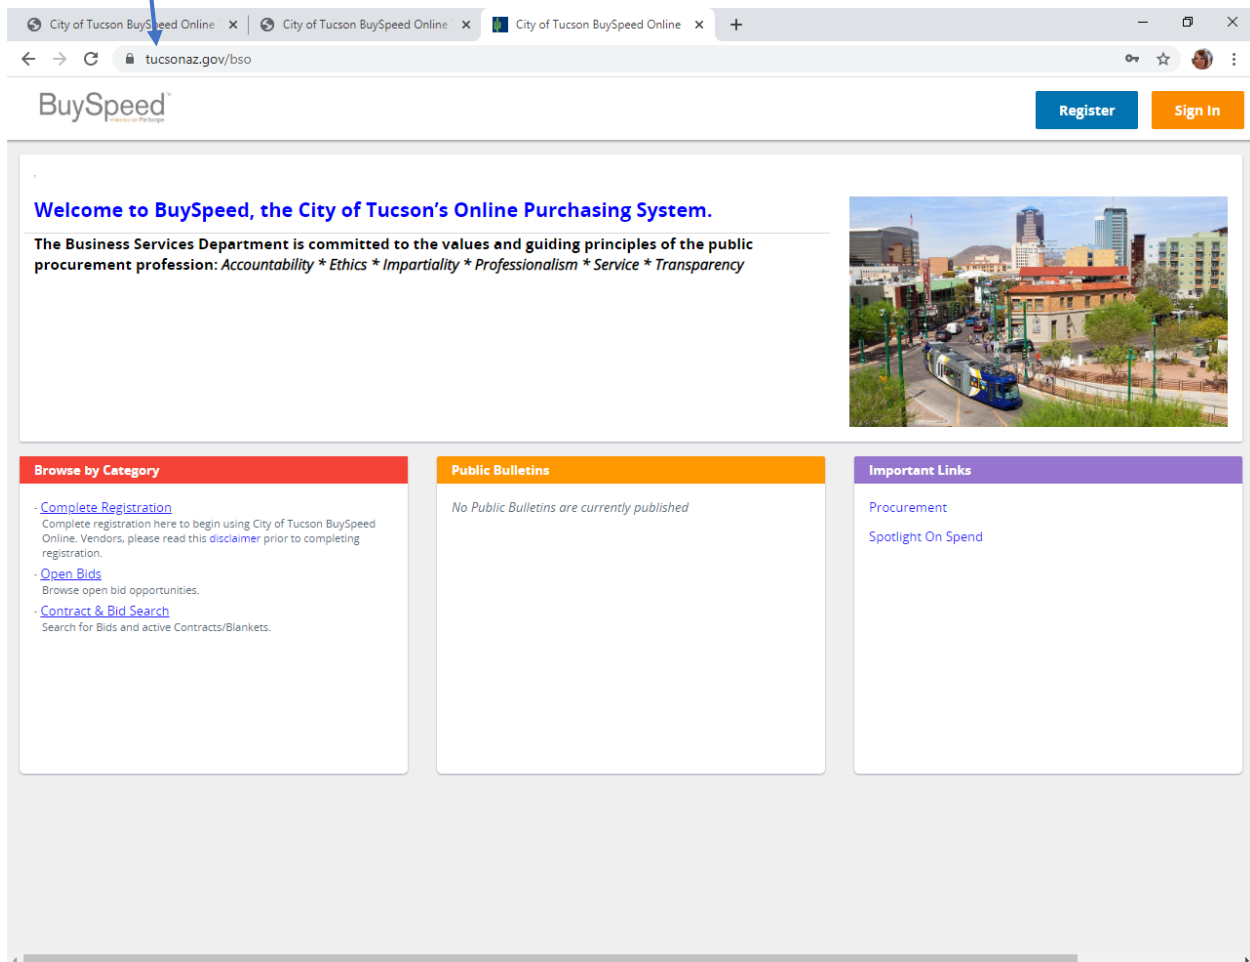 City of Tucson BuySpeed Online
City of Tucson BuySpeed Online
City of Tucson BuySpeed Online
tucsonaz.gov/bso
BuySpeed™
Register
Sign In
Welcome to BuySpeed, the City of Tucson's Online Purchasing System.
The Business Services Department is committed to the values and guiding principles of the public
procurement profession: Accountability * Ethics * Impartiality * Professionalism * Service * Transparency
Browse by Category
- Complete Registration
Complete registration here to begin using City of Tucson BuySpeed
Online. Vendors, please read this disclaimer prior to completing
registration.
- Open Bids
Browse open bid opportunities.
- Contract & Bid Search
Search for Bids and active Contracts/Blankets.
Public Bulletins
No Public Bulletins are currently published
Important Links
Procurement
Spotlight On Spend